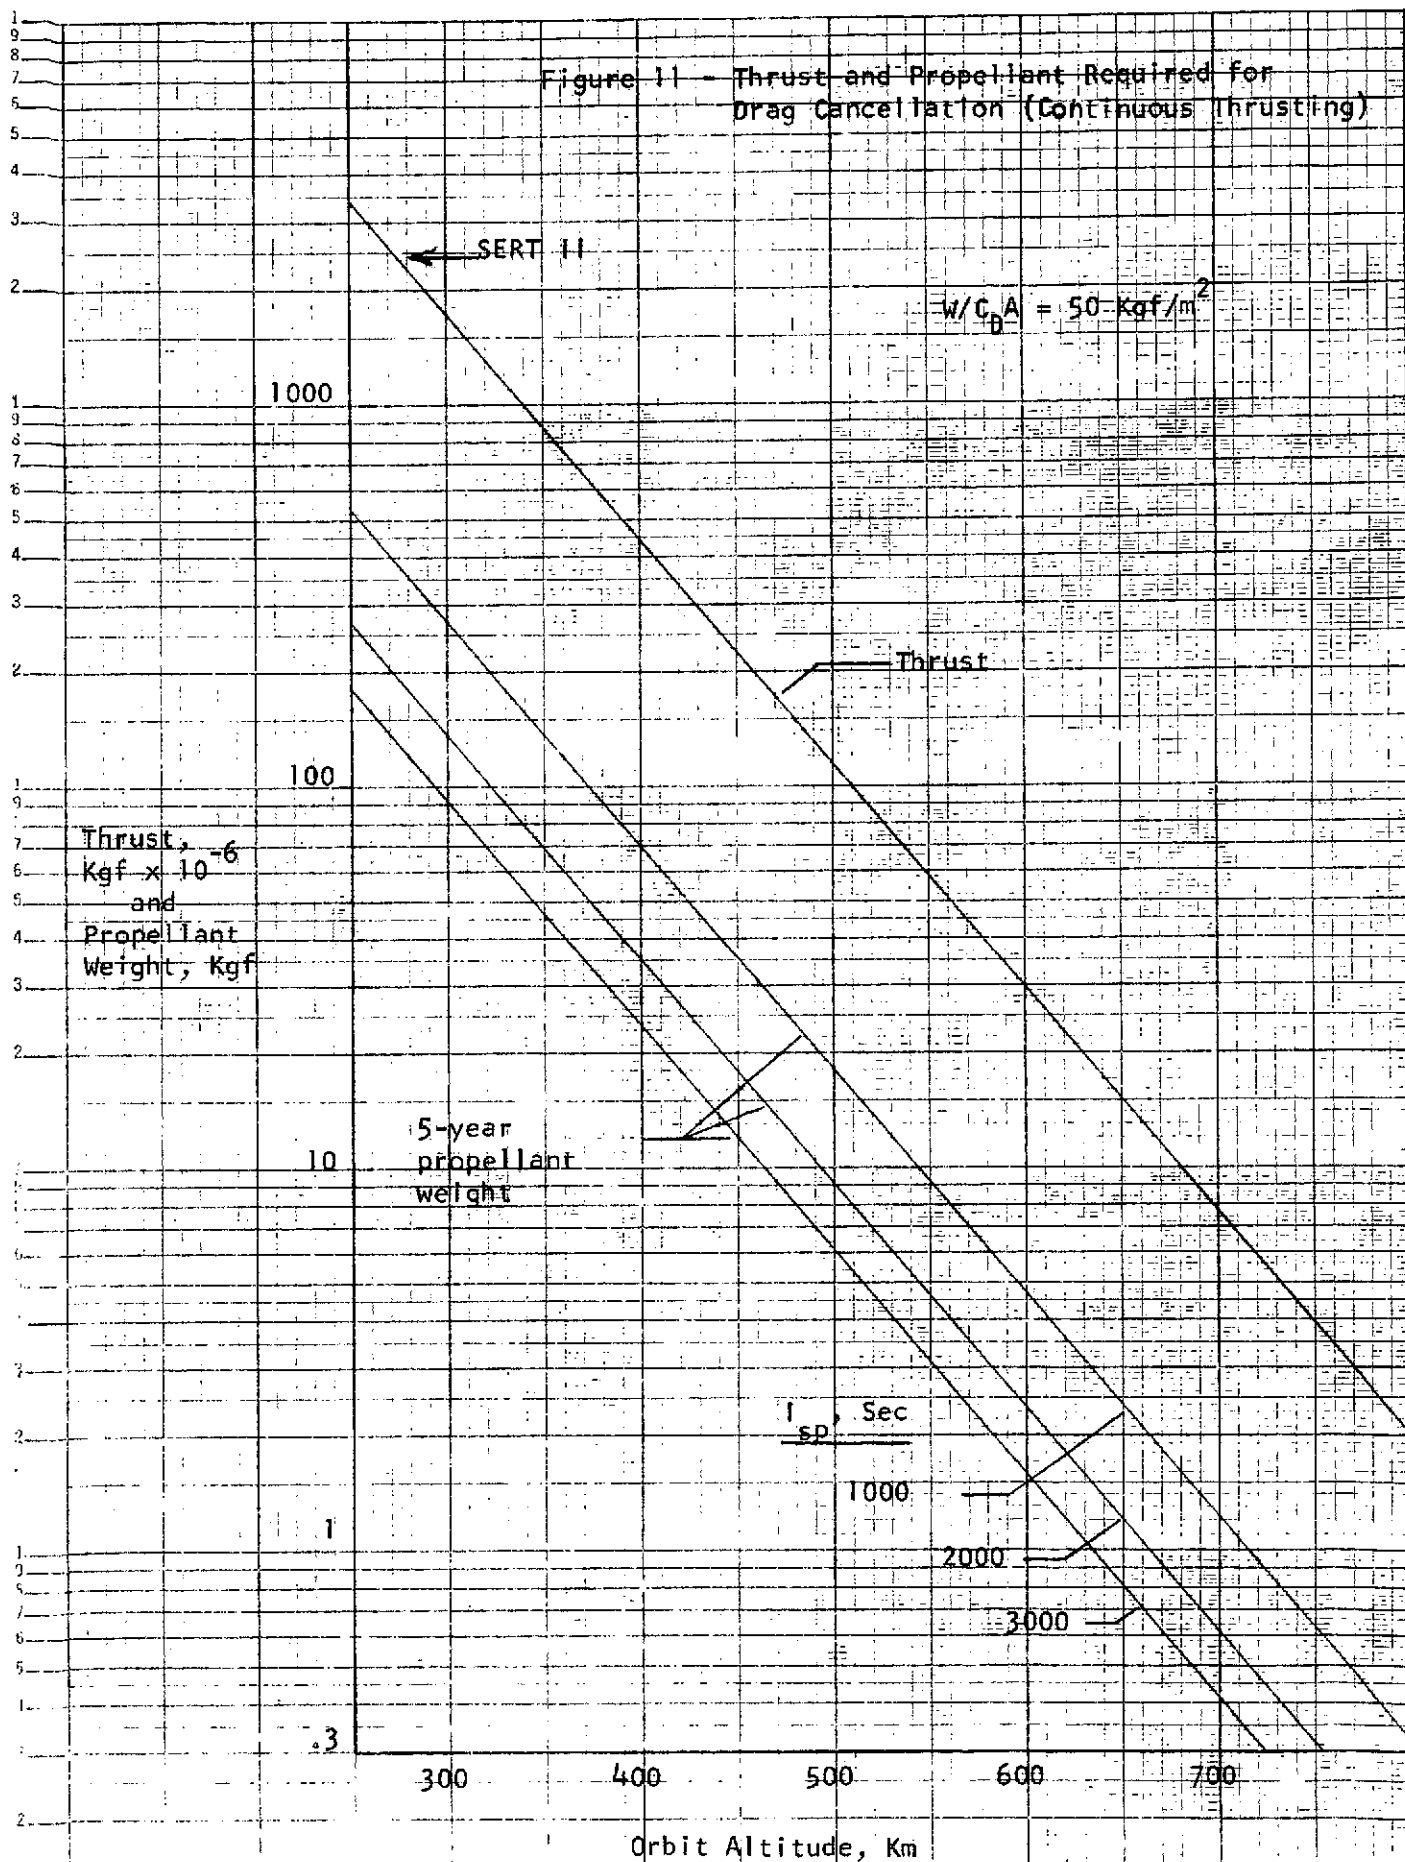 Figure 11 - Thrust and Propellant Required for
Drag Cancellation (Continuous Thrusting)
SERT II
W/C_DA = 50 Kgf/m²
1000
Thrust
100
Thrust,
Kgf x 10⁻⁶
and
Propellant
Weight, Kgf
5-year
propellant
weight
10
I_sp, Sec
1000
1
2000
3000
.3
300 400 500 600 700
Orbit Altitude, Km